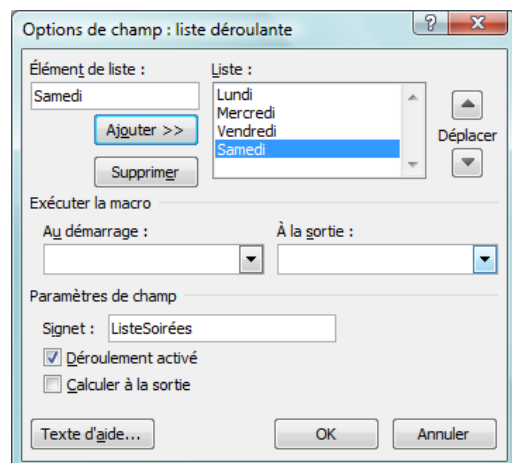 Options de champ : liste déroulante
Élément de liste :
Liste :
Samedi
Lundi
Mercredi
Vendredi
Samedi
Ajouter >>
Supprimer
Déplacer
Exécuter la macro
Au démarrage :
À la sortie :
Paramètres de champ
Signet : ListeSoirées
Déroulement activé
Calculer à la sortie
Texte d'aide...
OK
Annuler